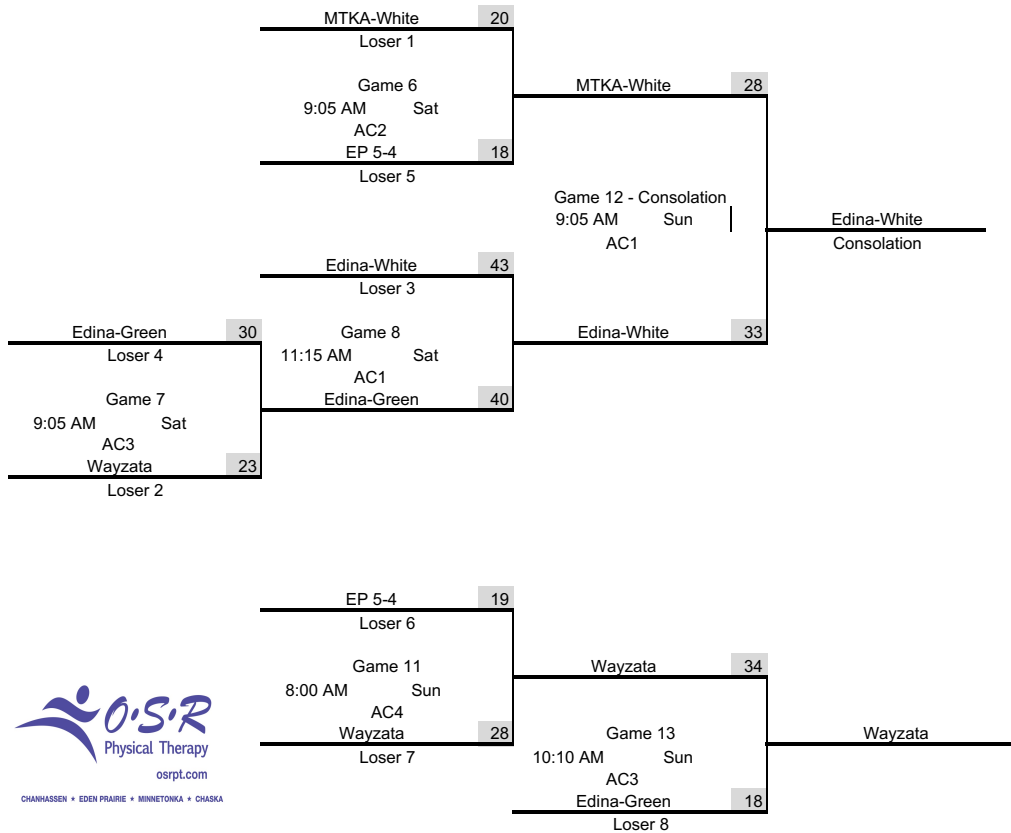 MTKA-White 20
Loser 1
Game 6
9:05 AM Sat
AC2
EP 5-4 18
Loser 5
MTKA-White 28
Game 12 - Consolation
9:05 AM Sun
AC1
Edina-White
Consolation
Edina-White 43
Loser 3
Edina-Green 30
Loser 4
Game 8
11:15 AM Sat
AC1
Edina-Green 40
Edina-White 33
Game 7
9:05 AM Sat
AC3
Wayzata 23
Loser 2
EP 5-4 19
Loser 6
Game 11
8:00 AM Sun
AC4
Wayzata 28
Loser 7
Wayzata 34
Game 13
10:10 AM Sun
AC3
Edina-Green 18
Loser 8
Wayzata
O•S•R
Physical Therapy
osrpt.com
CHANHASSEN ★ EDEN PRAIRIE ★ MINNETONKA ★ CHASKA